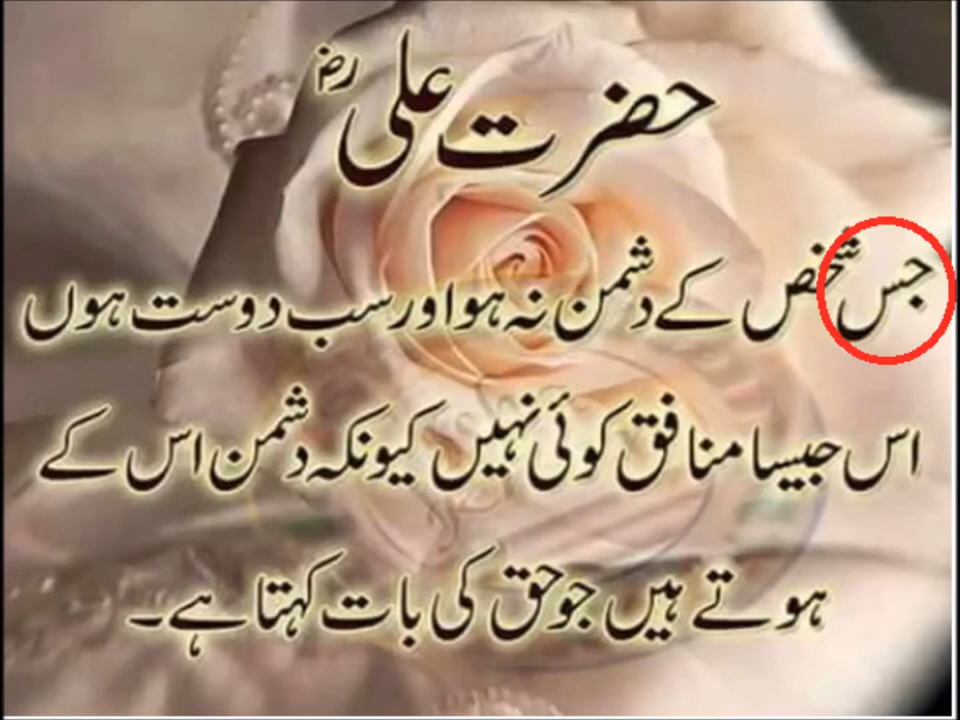 حضرت علی رضؓ
جس شخص کے دشمن نہ ہو اور سب دوست ہوں
اس جیسا منافق کوئی نہیں کیونکہ دشمن اس کے
ہوتے ہیں جو حق کی بات کہتا ہے۔